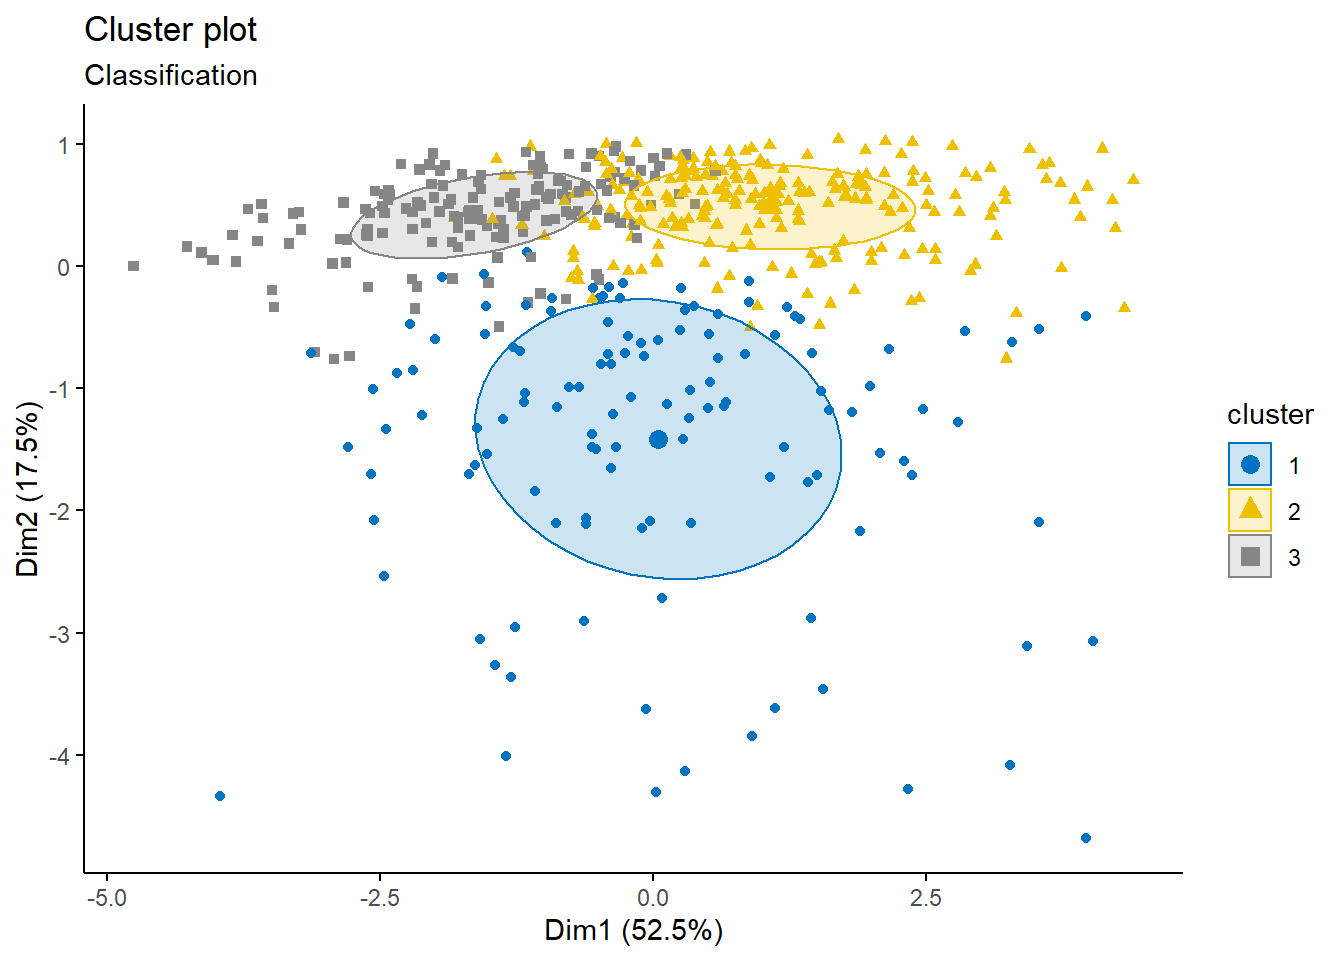 Cluster plot
Classification
1
0
-1
-2
-3
-4
Dim2 (17.5%)
-5.0
-2.5
0.0
2.5
Dim1 (52.5%)
cluster
1
2
3